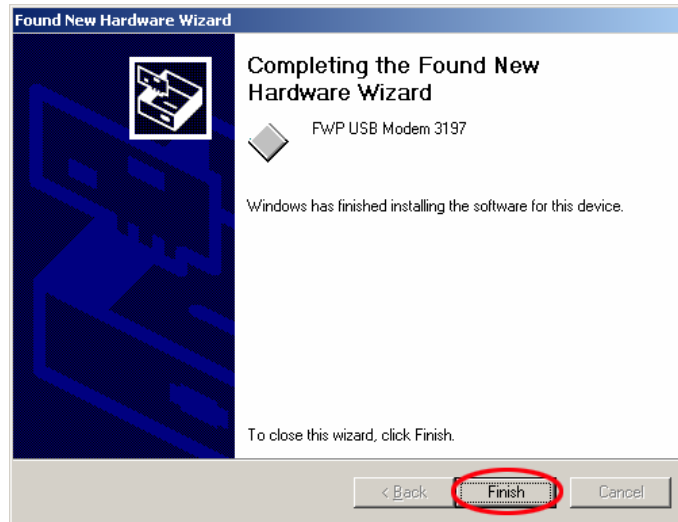 Found New Hardware Wizard
Completing the Found New
Hardware Wizard
FWP USB Modem 3197
Windows has finished installing the software for this device.
To close this wizard, click Finish.
< Back Finish Cancel